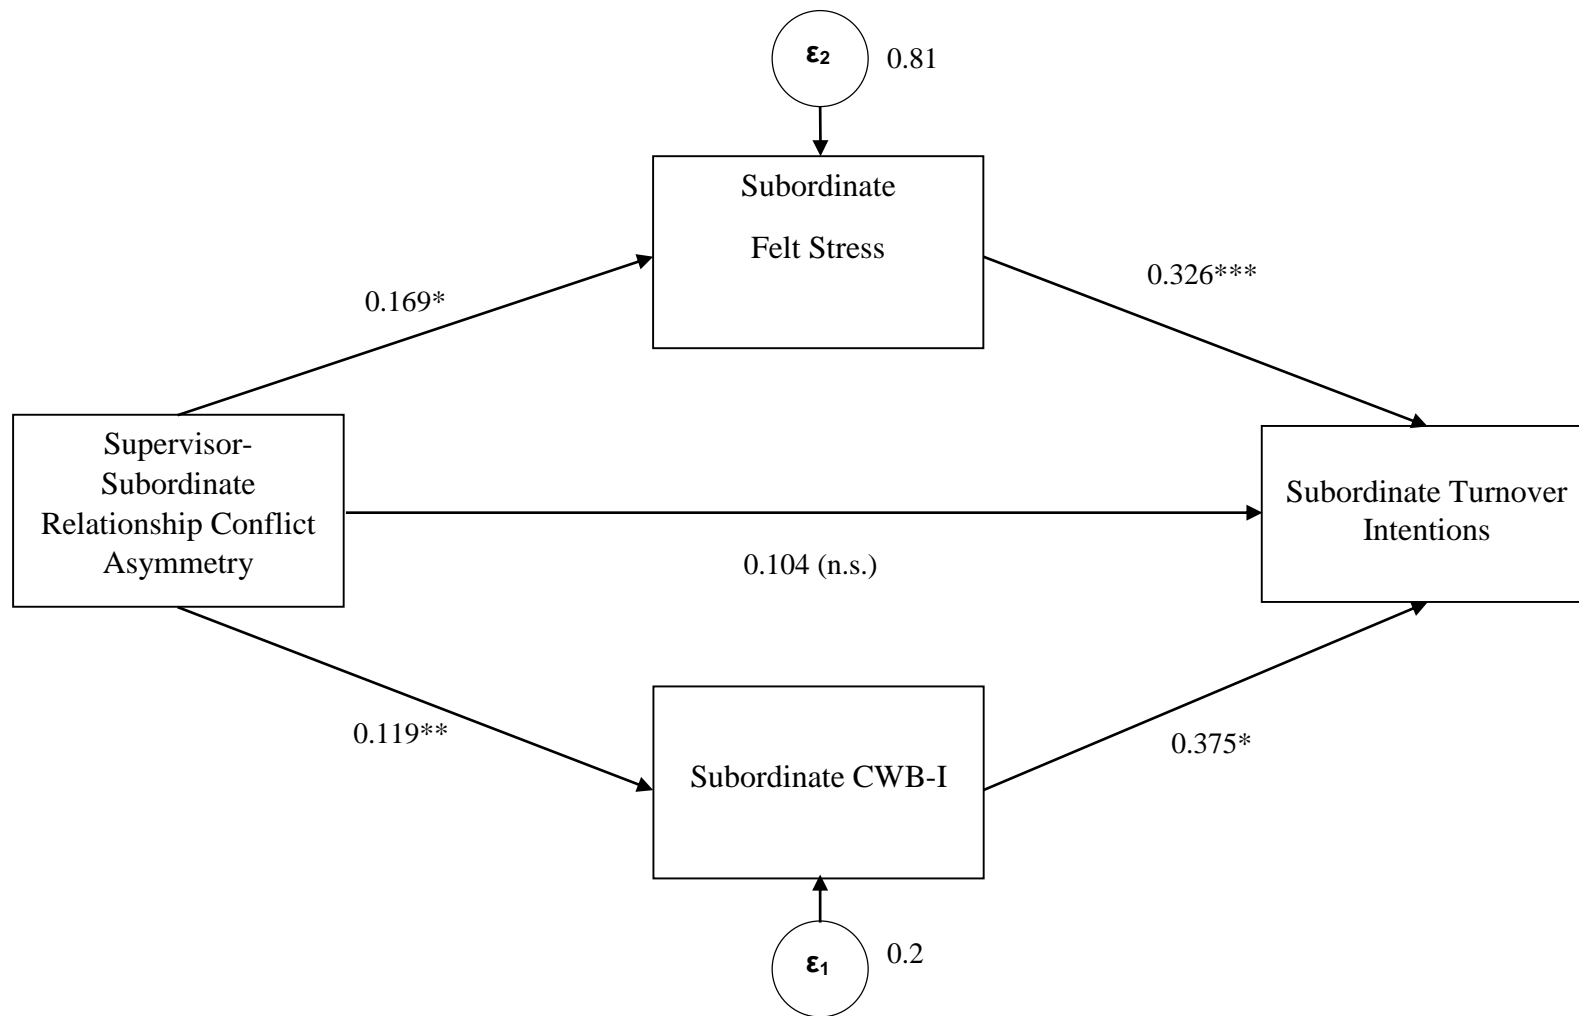 ε₂
0.81
Subordinate
Felt Stress
0.169*
0.326***
Supervisor-
Subordinate
Relationship Conflict
Asymmetry
Subordinate Turnover
Intentions
0.104 (n.s.)
0.119**
0.375*
Subordinate CWB-I
ε₁
0.2